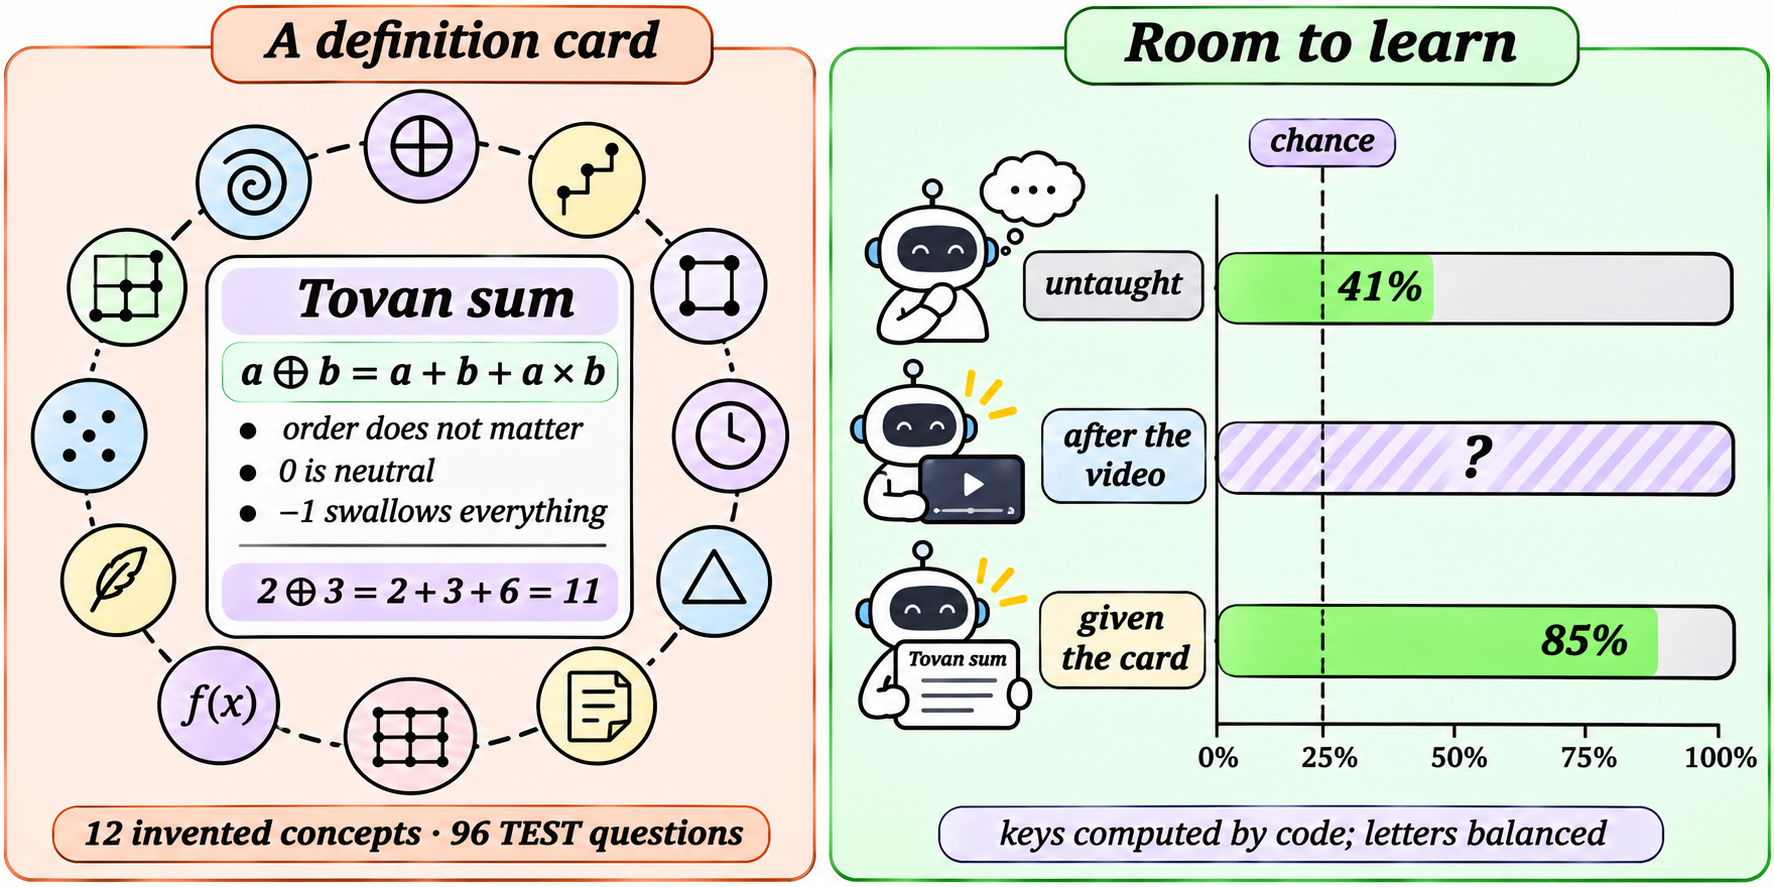 A definition card
Tovan sum
a ⊕ b = a + b + a × b
● order does not matter
● 0 is neutral
● −1 swallows everything
2 ⊕ 3 = 2 + 3 + 6 = 11
f(x)
12 invented concepts · 96 TEST questions
Room to learn
chance
...
untaught
41%
after the
video
?
given
the card
85%
Tovan sum
0% 25% 50% 75% 100%
keys computed by code; letters balanced